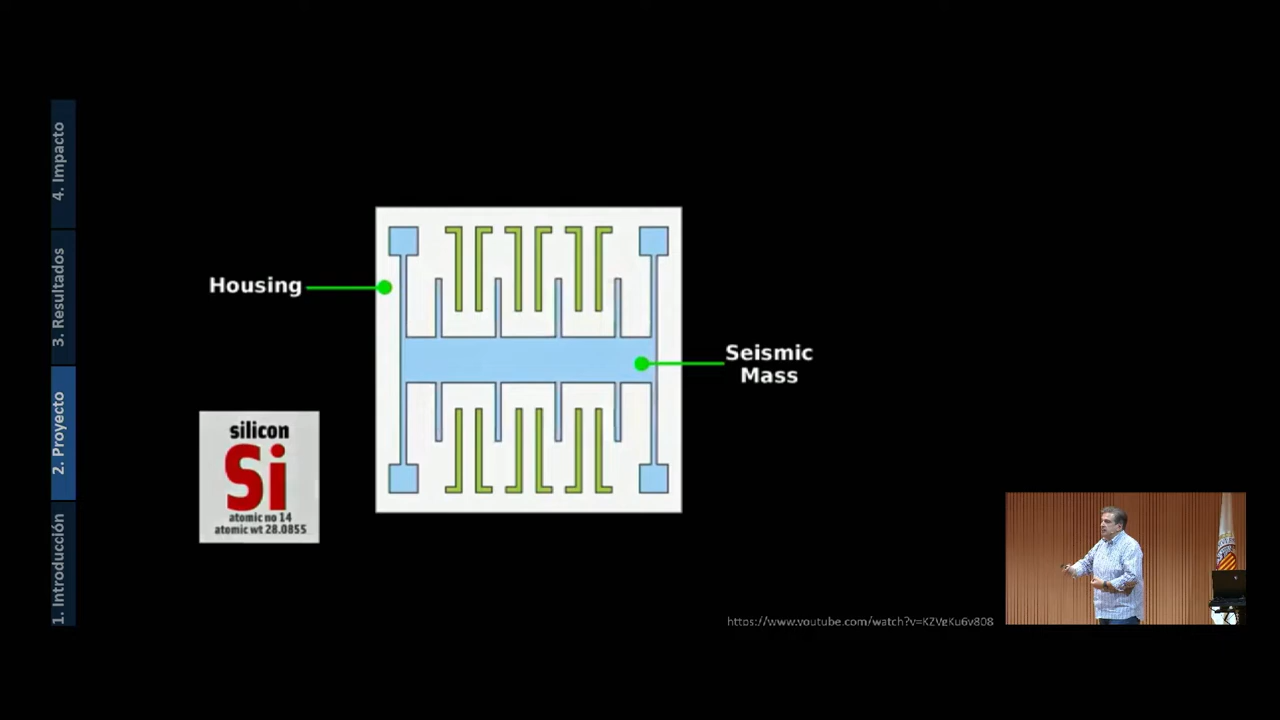 4. Impacto
3. Resultados
2. Proyecto
1. Introducción
Housing
Seismic
Mass
silicon
Si
atomic no 14
atomic wt 28.0855
https://www.youtube.com/watch?v=KZVgKu6v808